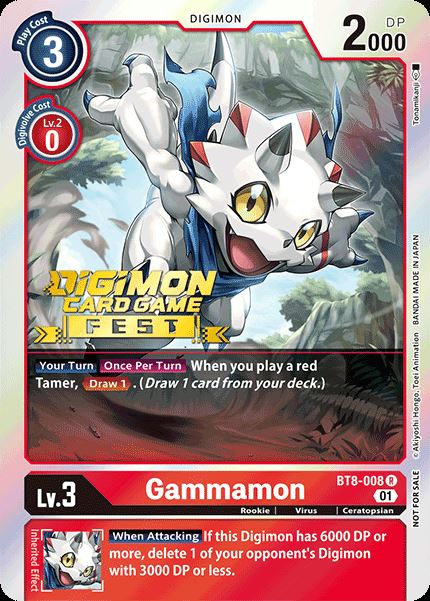 Play Cost
3
DIGIMON
DP
2000
Digivolve Cost
Lv.2
0
Tonamikanji
DIGIMON
CARD GAME
FEST
Your Turn Once Per Turn When you play a red
Tamer, Draw 1. (Draw 1 card from your deck.)
©Akiyoshi Hongo, Toei Animation BANDAI MADE IN JAPAN
NOT FOR SALE
BT8-008 R
01
Lv.3
Gammamon
Rookie | Virus | Ceratopsian
Inherited Effect
When Attacking If this Digimon has 6000 DP or
more, delete 1 of your opponent's Digimon
with 3000 DP or less.